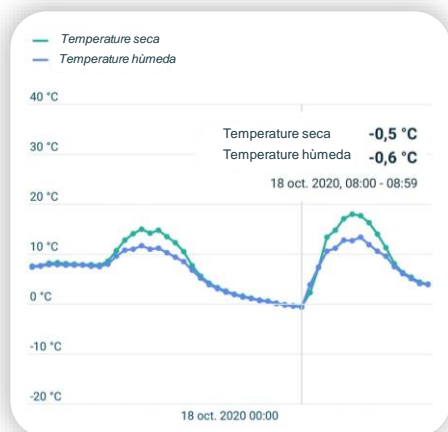 Temperature seca
Temperature hùmeda
40 °C
Temperature seca -0,5 °C
30 °C
Temperature hùmeda -0,6 °C
18 oct. 2020, 08:00 - 08:59
20 °C
10 °C
0 °C
-10 °C
-20 °C
18 oct. 2020 00:00